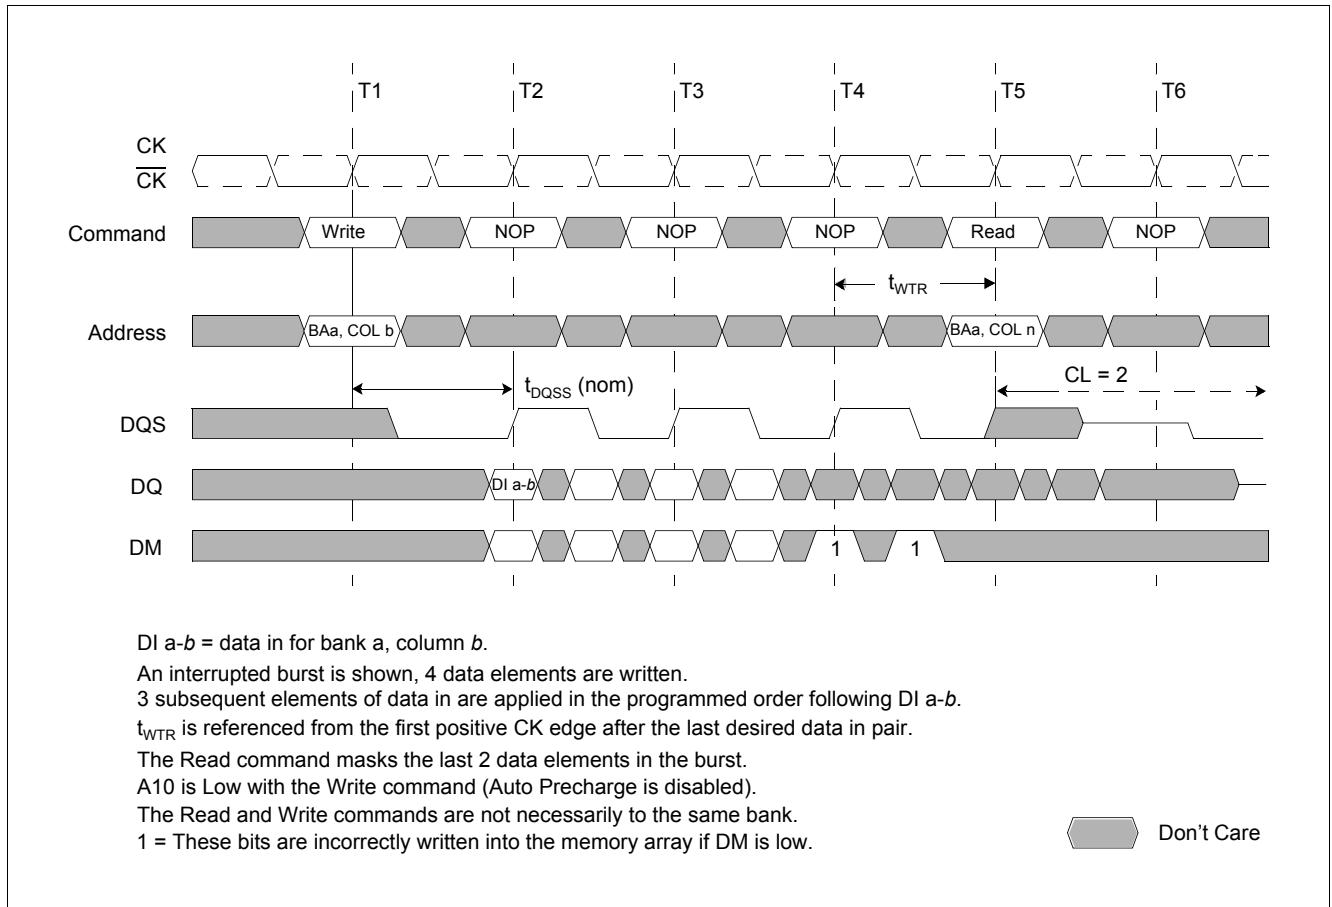 T1 T2 T3 T4 T5 T6
CK
CK
Command Write NOP NOP NOP Read NOP
tWTR
Address BAa, COL b BAa, COL n
tDQSS (nom) CL = 2
DQS
DQ DI a-b
DM 1 1
DI a-b = data in for bank a, column b.
An interrupted burst is shown, 4 data elements are written.
3 subsequent elements of data in are applied in the programmed order following DI a-b.
tWTR is referenced from the first positive CK edge after the last desired data in pair.
The Read command masks the last 2 data elements in the burst.
A10 is Low with the Write command (Auto Precharge is disabled).
The Read and Write commands are not necessarily to the same bank.
1 = These bits are incorrectly written into the memory array if DM is low.
Don't Care